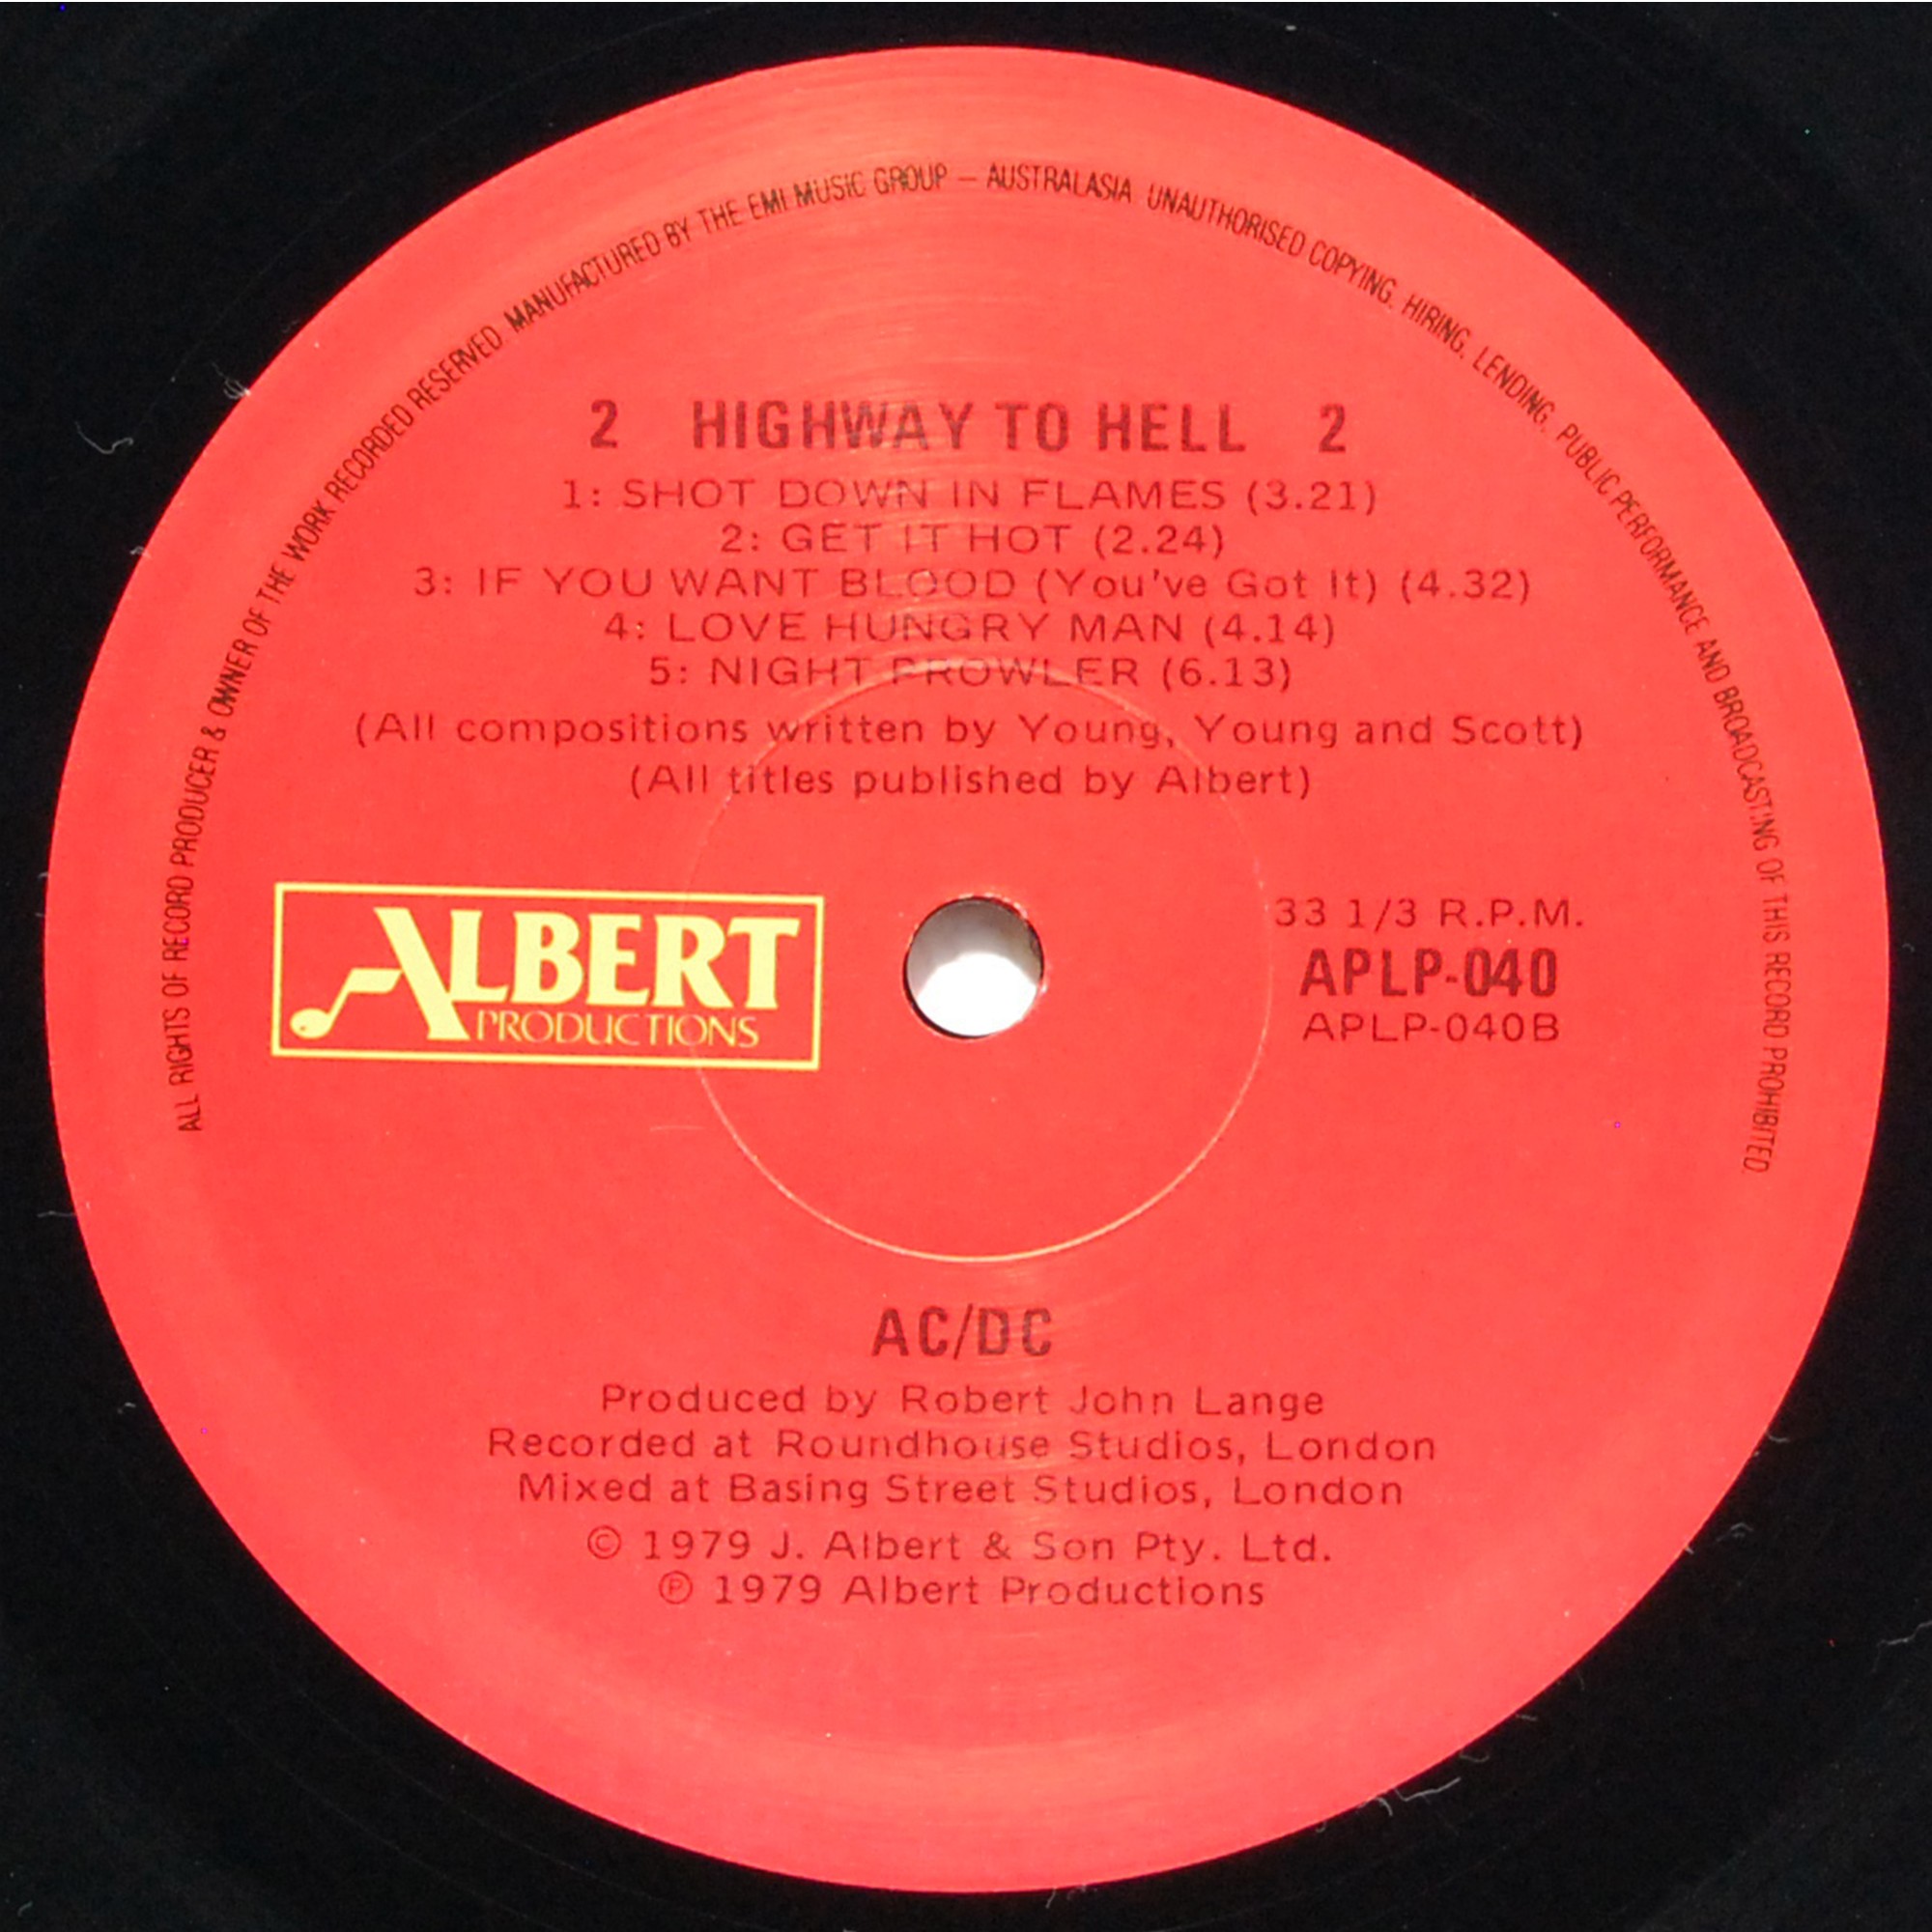 ALL RIGHTS OF RECORD PRODUCER & OWNER OF THE WORK RECORDED RESERVED. MANUFACTURED BY THE EMI MUSIC GROUP – AUSTRALASIA. UNAUTHORISED COPYING, HIRING, LENDING, PUBLIC PERFORMANCE AND BROADCASTING OF THIS RECORD PROHIBITED.
2 HIGHWAY TO HELL 2
1: SHOT DOWN IN FLAMES (3.21)
2: GET IT HOT (2.24)
3: IF YOU WANT BLOOD (You've Got It) (4.32)
4: LOVE HUNGRY MAN (4.14)
5: NIGHT PROWLER (6.13)
(All compositions written by Young, Young and Scott)
(All titles published by Albert)
ALBERT
PRODUCTIONS
33 1/3 R.P.M.
APLP-040
APLP-040B
AC/DC
Produced by Robert John Lange
Recorded at Roundhouse Studios, London
Mixed at Basing Street Studios, London
© 1979 J. Albert & Son Pty. Ltd.
℗ 1979 Albert Productions